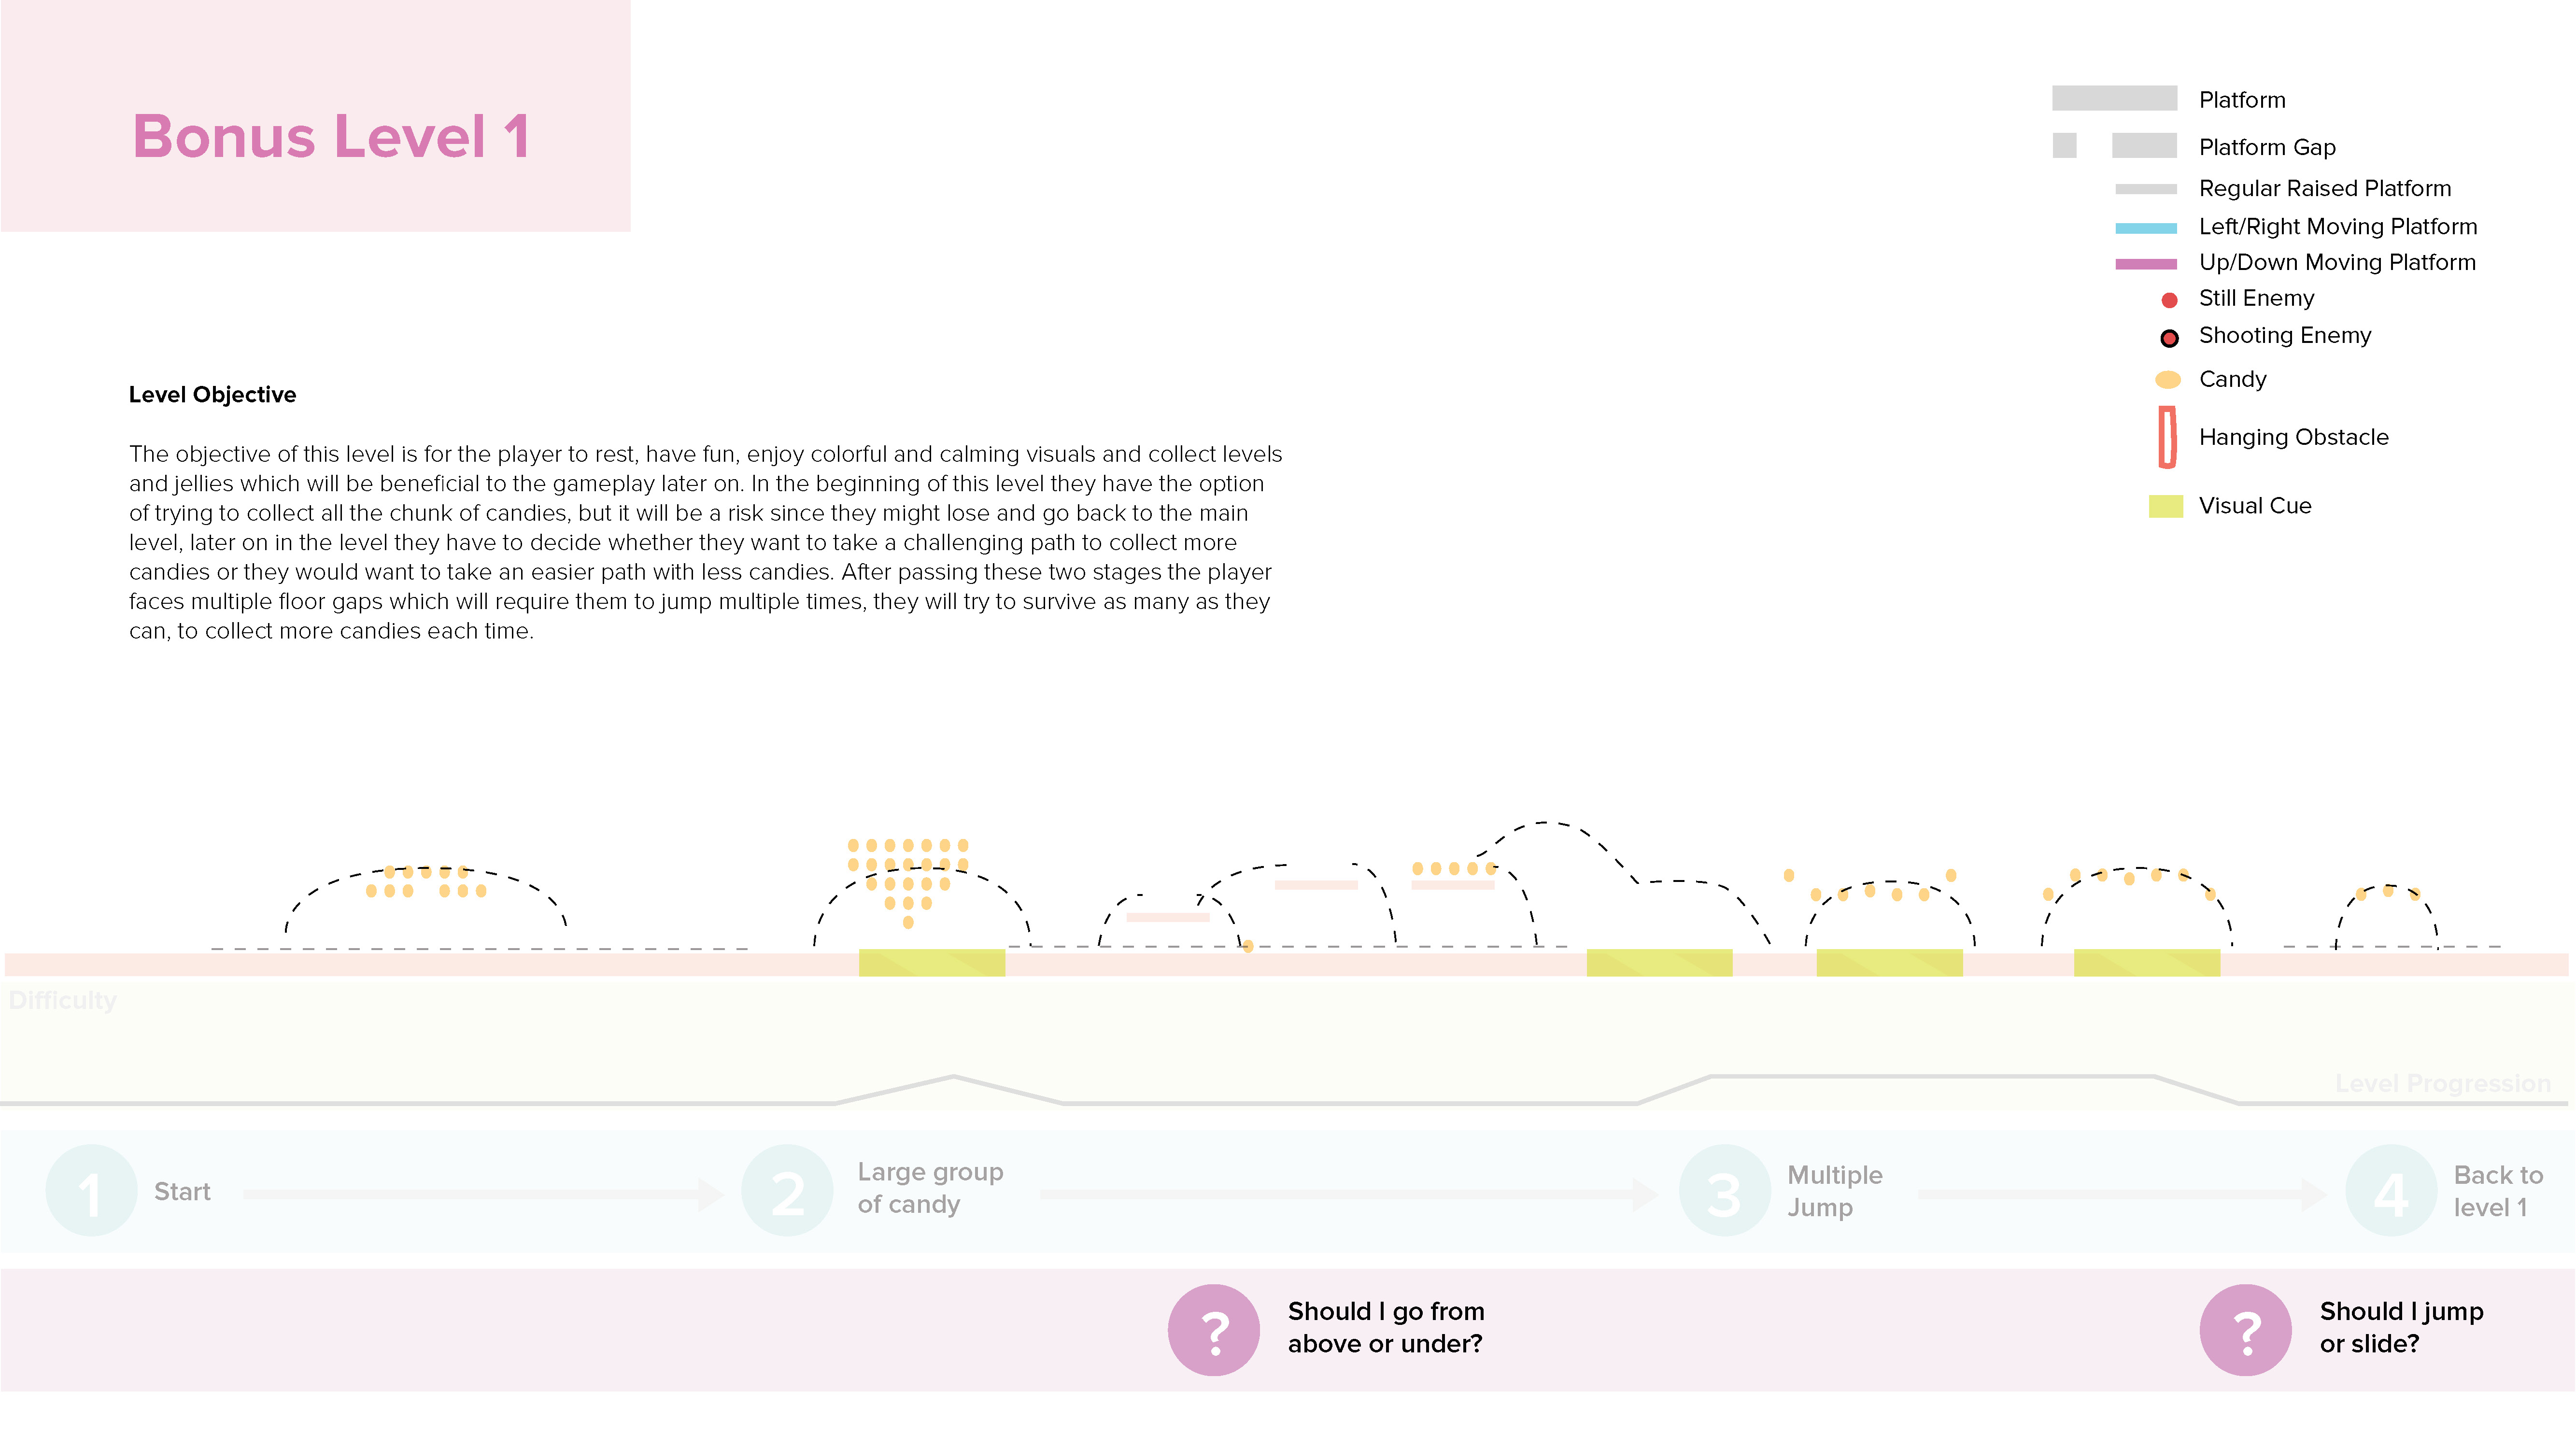 Bonus Level 1
Platform
Platform Gap
Regular Raised Platform
Left/Right Moving Platform
Up/Down Moving Platform
Still Enemy
Shooting Enemy
Candy
Hanging Obstacle
Visual Cue
Level Objective
The objective of this level is for the player to rest, have fun, enjoy colorful and calming visuals and collect levels
and jellies which will be beneficial to the gameplay later on. In the beginning of this level they have the option
of trying to collect all the chunk of candies, but it will be a risk since they might lose and go back to the main
level, later on in the level they have to decide whether they want to take a challenging path to collect more
candies or they would want to take an easier path with less candies. After passing these two stages the player
faces multiple floor gaps which will require them to jump multiple times, they will try to survive as many as they
can, to collect more candies each time.
Difficulty
Level Progression
1
Start
2
Large group
of candy
3
Multiple
Jump
4
Back to
level 1
?
Should I go from
above or under?
?
Should I jump
or slide?